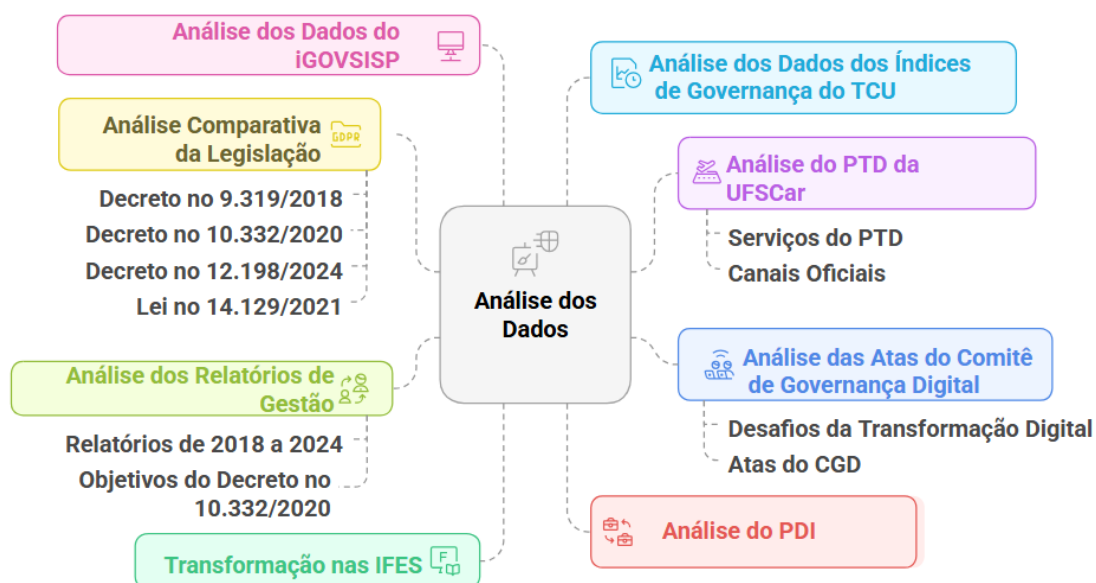 Análise dos Dados do
iGOVSISP
Análise Comparativa
da Legislação
GDPR
Decreto no 9.319/2018
Decreto no 10.332/2020
Decreto no 12.198/2024
Lei no 14.129/2021
Análise dos Relatórios de
Gestão
Relatórios de 2018 a 2024
Objetivos do Decreto no
10.332/2020
Transformação nas IFES
F
Análise dos
Dados
Análise dos Dados dos Índices
de Governança do TCU
Análise do PTD da
UFSCar
Serviços do PTD
Canais Oficiais
Análise das Atas do Comitê
de Governança Digital
Desafios da Transformação Digital
Atas do CGD
Análise do PDI